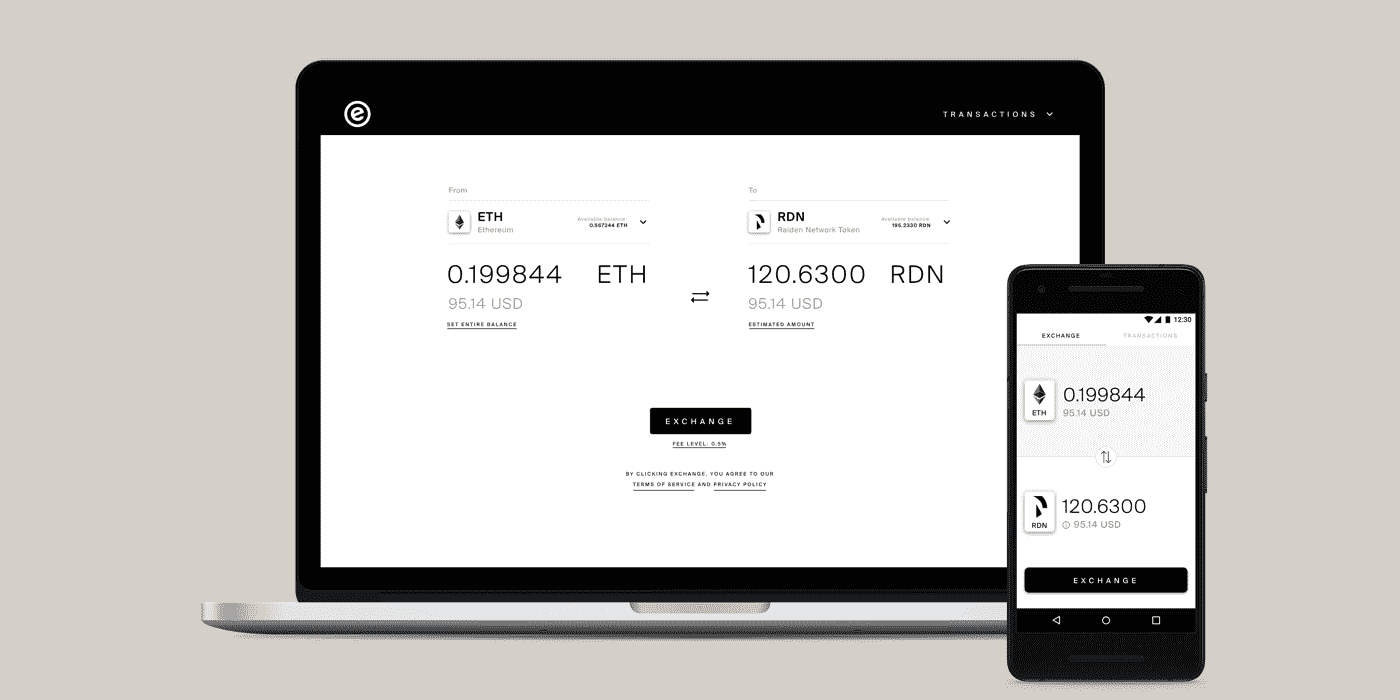 e
TRANSACTIONS
From
ETH
Ethereum
Available balance:
0.567244 ETH
0.199844 ETH
95.14 USD
SET ENTIRE BALANCE
To
RDN
Raiden Network Token
Available balance:
195.2330 RDN
120.6300 RDN
95.14 USD
ESTIMATED AMOUNT
EXCHANGE
FEE LEVEL: 0.5%
BY CLICKING EXCHANGE, YOU AGREE TO OUR
TERMS OF SERVICE AND PRIVACY POLICY
12:30
EXCHANGE TRANSACTIONS
ETH
0.199844
95.14 USD
RDN
120.6300
95.14 USD
EXCHANGE